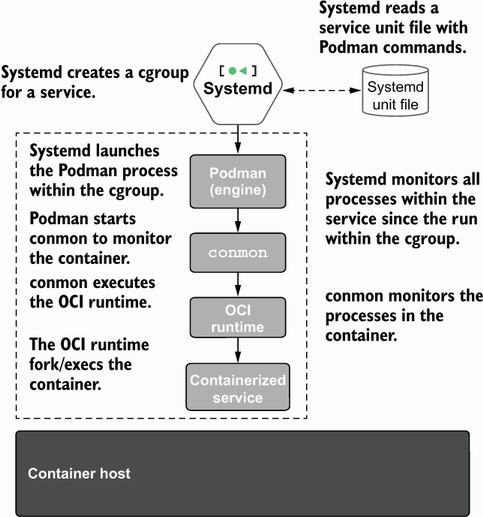 Systemd reads a
service unit file with
Podman commands.
Systemd creates a cgroup
for a service.
Systemd
Systemd
unit file
Systemd launches
the Podman process
within the cgroup.
Podman
(engine)
Systemd monitors all
processes within the
service since the run
within the cgroup.
Podman starts
conmon to monitor
the container.
conmon
conmon executes
the OCI runtime.
OCI
runtime
conmon monitors the
processes in the
container.
The OCI runtime
fork/execs the
container.
Containerized
service
Container host